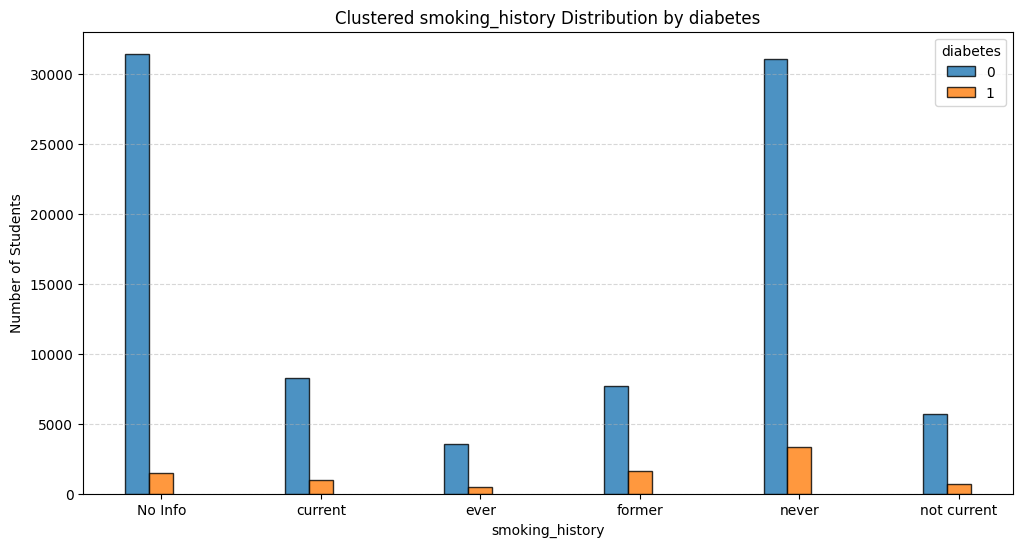 Clustered smoking_history Distribution by diabetes
diabetes
0
1
30000
25000
20000
15000
10000
5000
0
Number of Students
No Info current ever former never not current
smoking_history